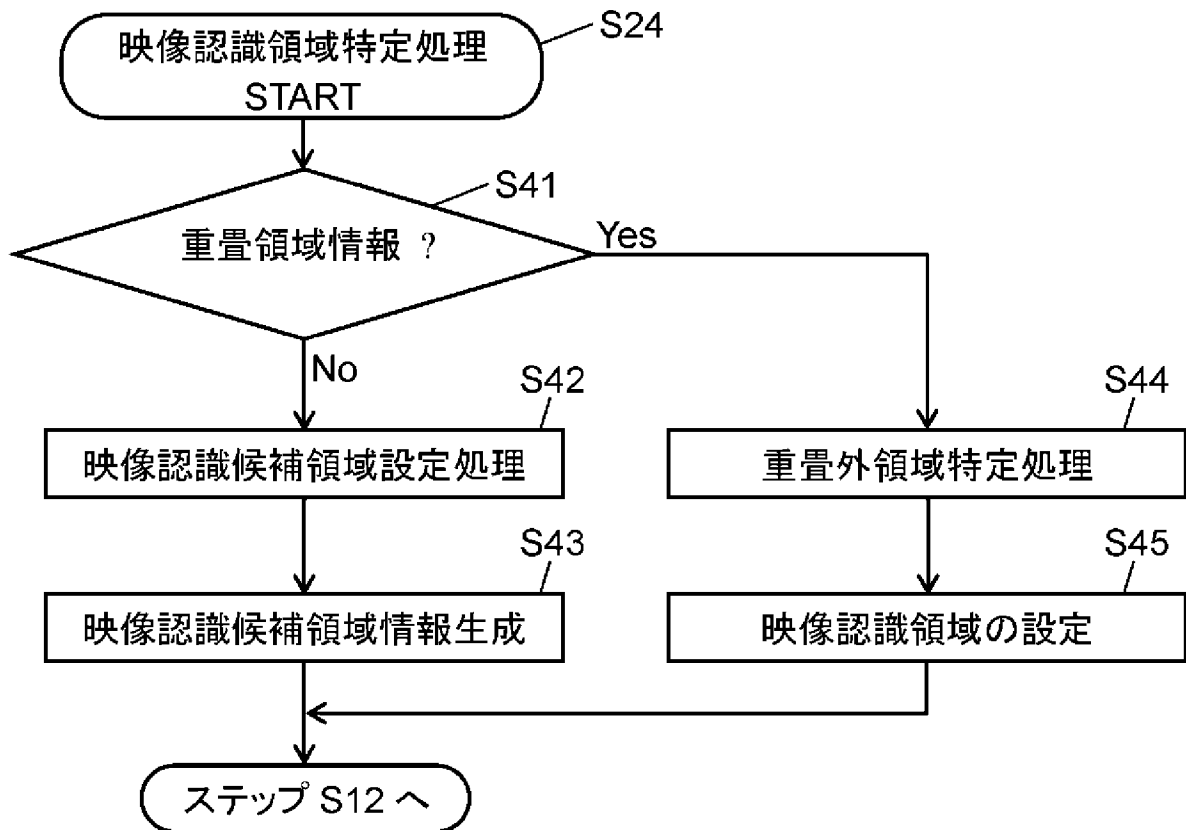 映像認識領域特定処理
START
S24
S41
重畳領域情報 ?
Yes
No
S42
映像認識候補領域設定処理
S44
重畳外領域特定処理
S43
映像認識候補領域情報生成
S45
映像認識領域の設定
ステップ S12 へ